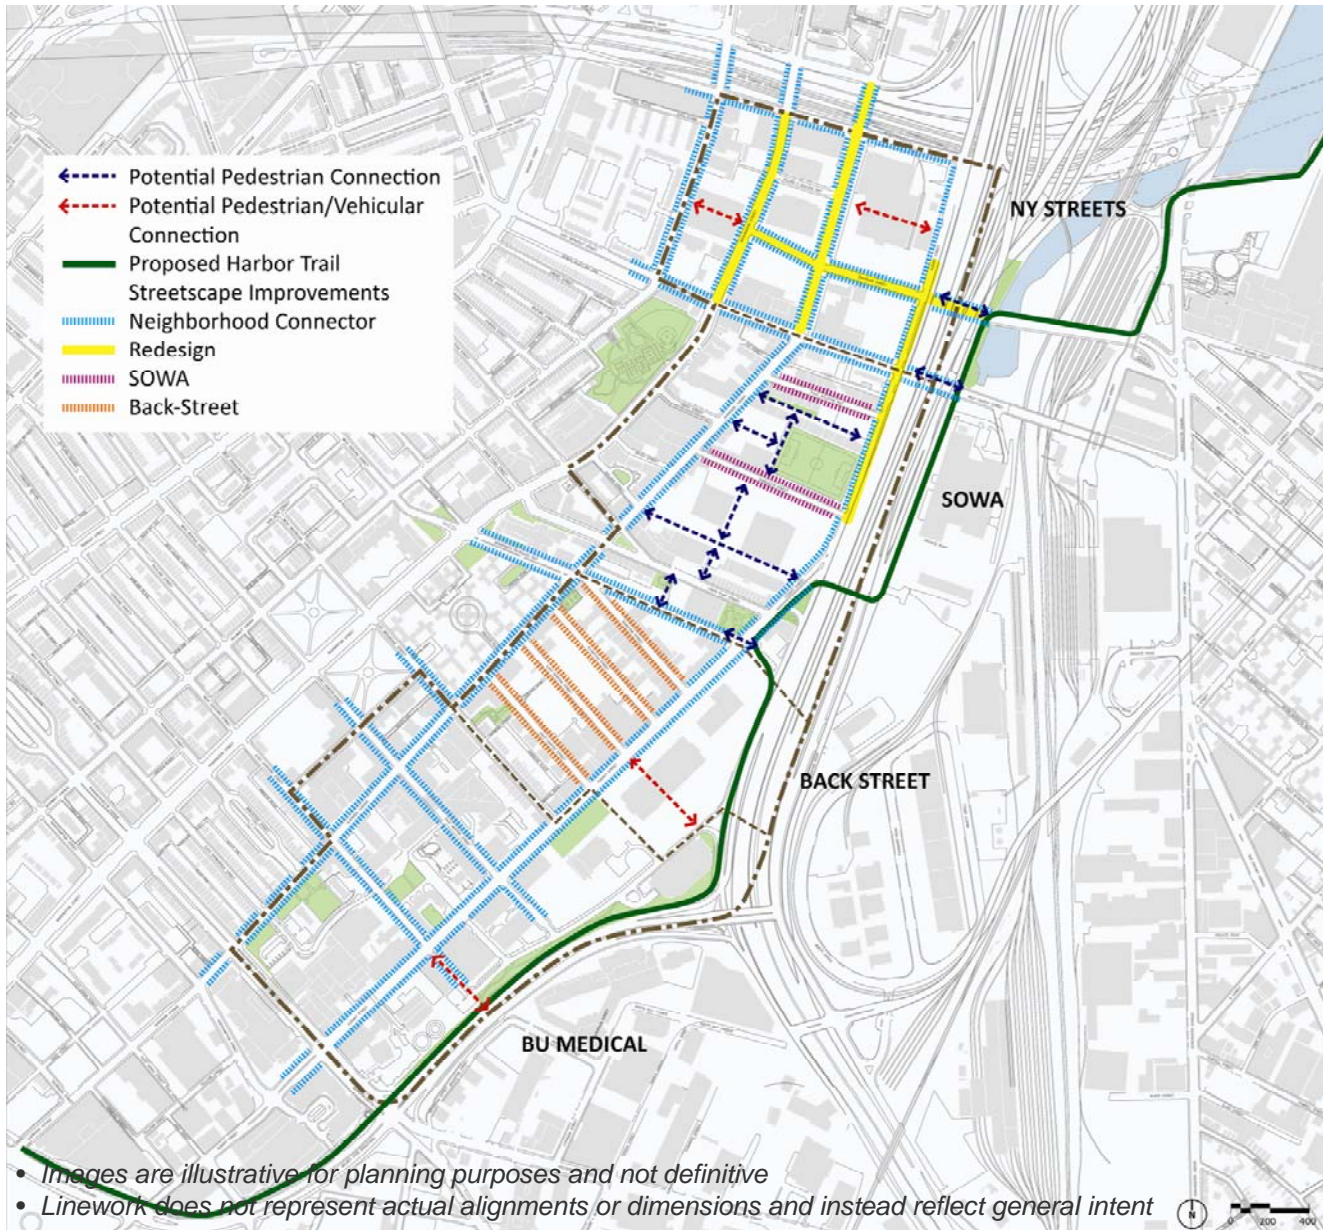 Potential Pedestrian Connection
Potential Pedestrian/Vehicular
Connection
Proposed Harbor Trail
Streetscape Improvements
Neighborhood Connector
Redesign
SOWA
Back-Street
NY STREETS
SOWA
BACK STREET
BU MEDICAL
• Images are illustrative for planning purposes and not definitive
• Linework does not represent actual alignments or dimensions and instead reflect general intent
N
0 200 400